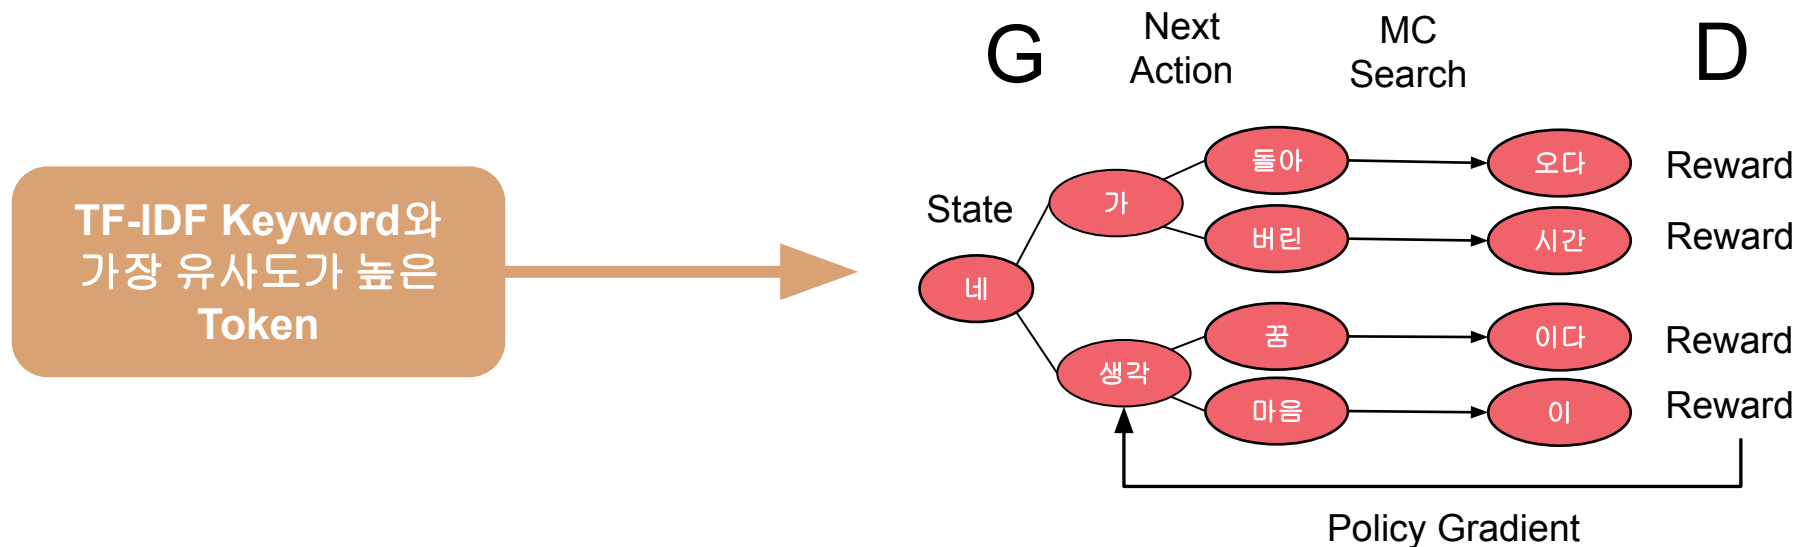 TF-IDF Keyword와
가장 유사도가 높은
Token
G
Next
Action
MC
Search
D
State
네
가
생각
돌아
버린
꿈
마음
오다
시간
이다
이
Reward
Reward
Reward
Reward
Policy Gradient